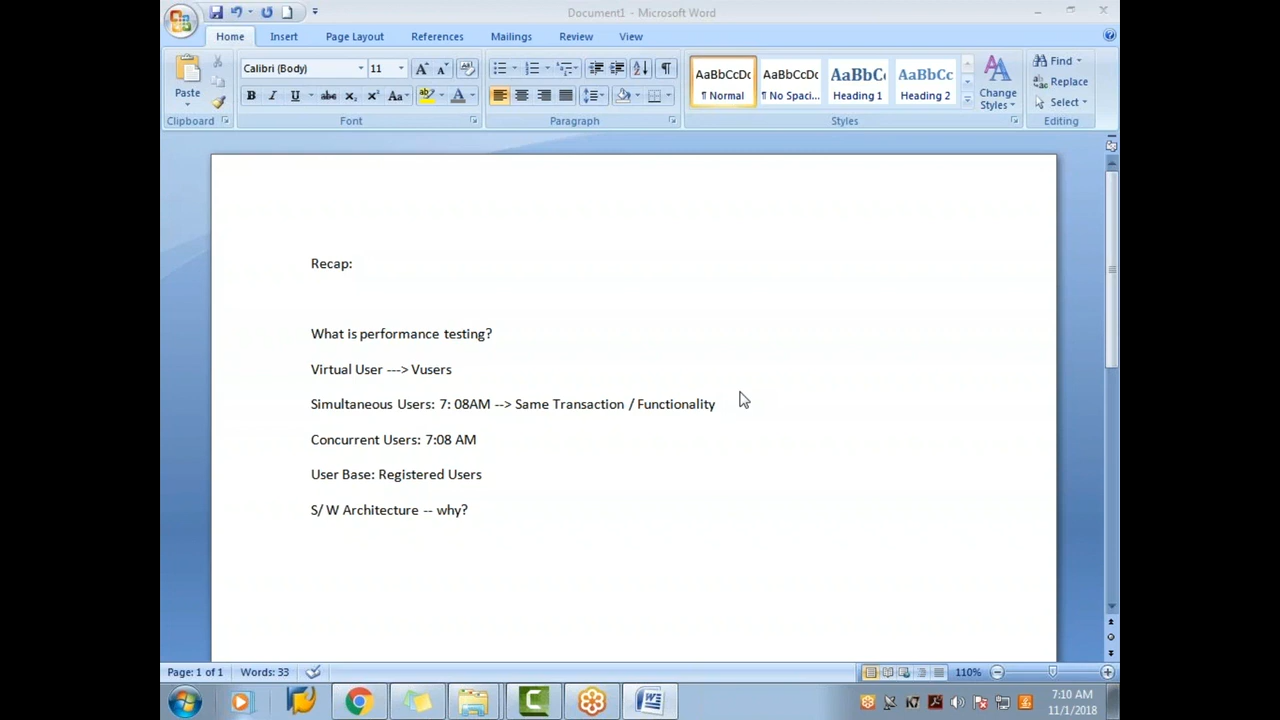 Document1 - Microsoft Word
Home Insert Page Layout References Mailings Review View
Calibri (Body) 11
AaBbCcDc AaBbCcDc AaBbCc AaBbCc
Paste
¶ Normal ¶ No Spaci... Heading 1 Heading 2
Change Styles
Find
Replace
Select
Clipboard Font Paragraph Styles Editing
Recap:
What is performance testing?
Virtual User ---> Vusers
Simultaneous Users: 7: 08AM --> Same Transaction / Functionality
Concurrent Users: 7:08 AM
User Base: Registered Users
S/ W Architecture -- why?
Page: 1 of 1 Words: 33 110%
7:10 AM
11/1/2018